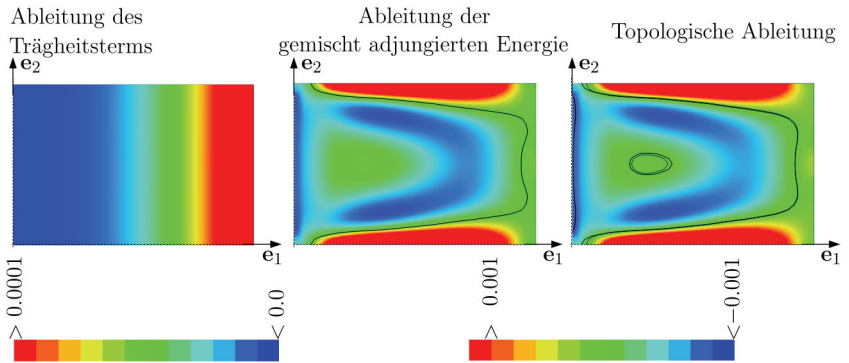 Ableitung des
Trägheitsterms
Ableitung der
gemischt adjungierten Energie
Topologische Ableitung
e2
e2
e2
e1
e1
e1
>0.0001
<0.0
>0.001
<−0.001